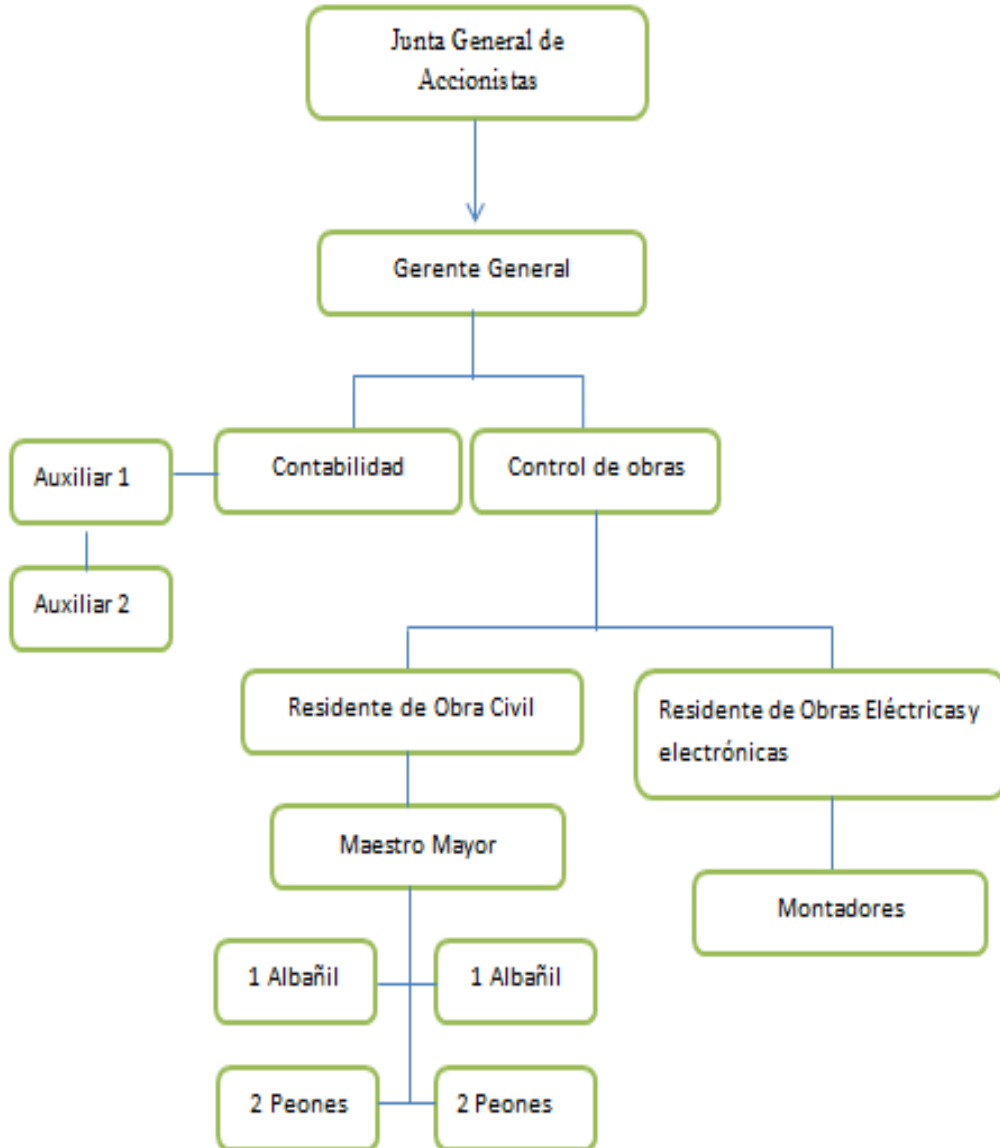 Junta General de
Accionistas
Gerente General
Contabilidad
Control de obras
Auxiliar 1
Auxiliar 2
Residente de Obra Civil
Residente de Obras Eléctricas y
electrónicas
Maestro Mayor
Montadores
1 Albañil
1 Albañil
2 Peones
2 Peones